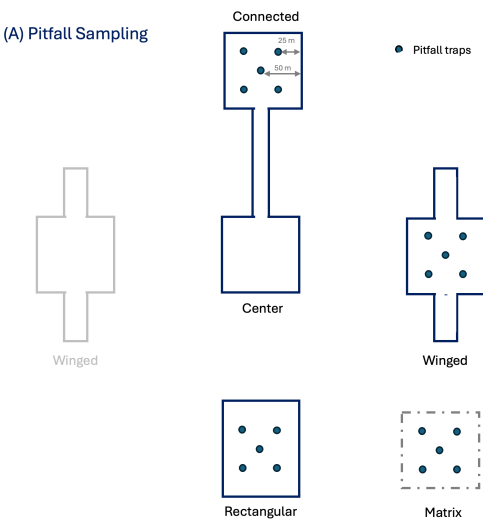 Connected
(A) Pitfall Sampling
25 m
Pitfall traps
50 m
Center
Winged
Winged
Rectangular
Matrix